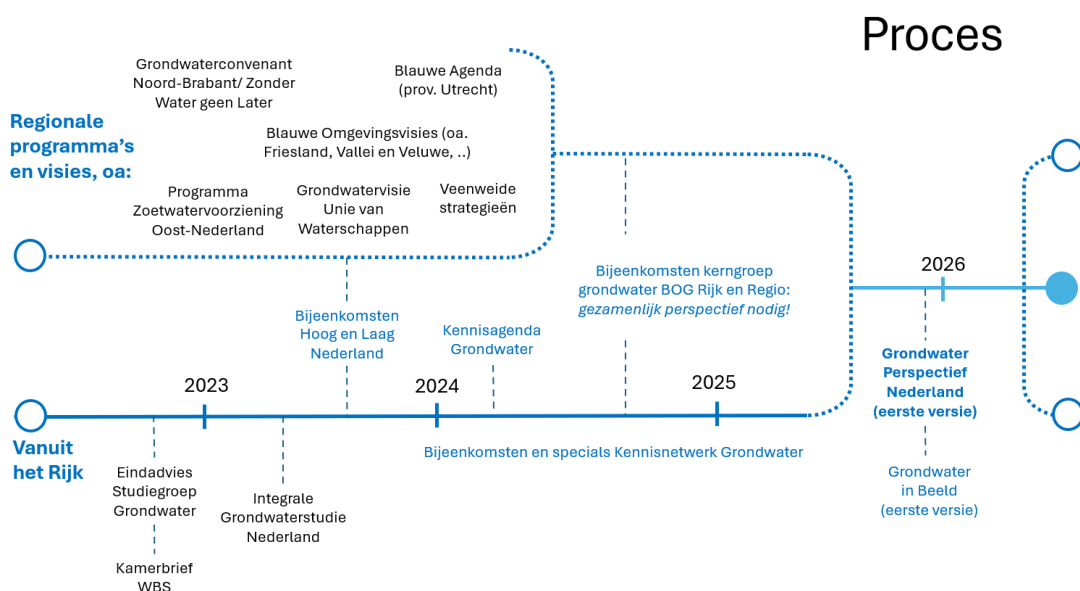 Proces
Grondwaterconvenant
Noord-Brabant/ Zonder
Water geen Later
Blauwe Agenda
(prov. Utrecht)
Regionale
programma's
en visies, oa:
Blauwe Omgevingsvisies (oa.
Friesland, Vallei en Veluwe, ..)
Programma
Zoetwatervoorziening
Oost-Nederland
Grondwatervisie
Unie van
Waterschappen
Veenweide
strategieën
Bijeenkomsten kerngroep
grondwater BOG Rijk en Regio:
gezamenlijk perspectief nodig!
2026
Bijeenkomsten
Hoog en Laag
Nederland
Kennisagenda
Grondwater
2023
2024
2025
Grondwater
Perspectief
Nederland
(eerste versie)
Vanuit
het Rijk
Bijeenkomsten en specials Kennisnetwerk Grondwater
Eindadvies
Studiegroep
Grondwater
Integrale
Grondwaterstudie
Nederland
Grondwater
in Beeld
(eerste versie)
Kamerbrief
WBS